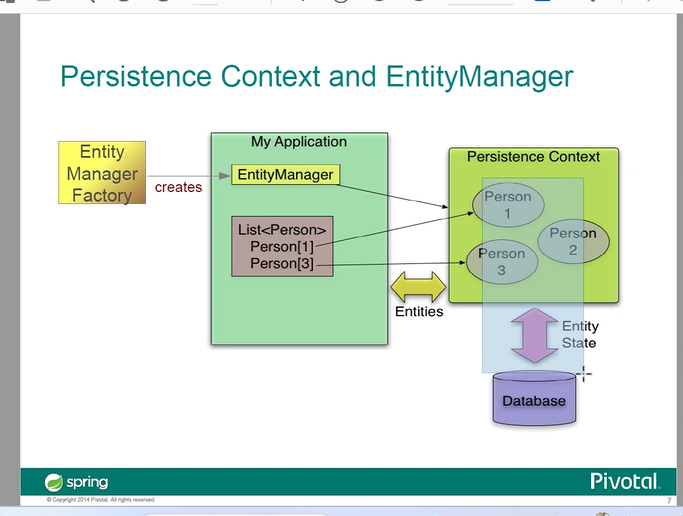 Persistence Context and EntityManager
Entity
Manager
Factory
creates
My Application
EntityManager
List<Person>
Person[1]
Person[3]
Entities
Persistence Context
Person
1
Person
2
Person
3
Entity
State
Database
spring
Pivotal
© Copyright 2014 Pivotal. All rights reserved.
7